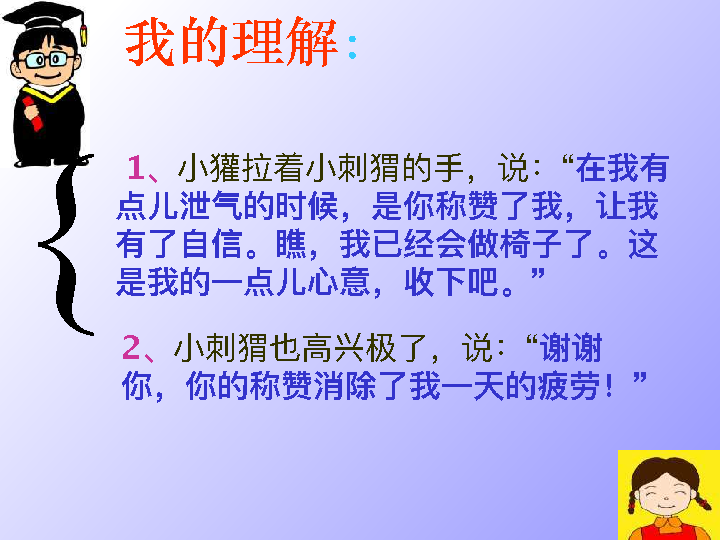 我的理解：
1、小獾拉着小刺猬的手，说：“在我有
点儿泄气的时候，是你称赞了我，让我
有了自信。瞧，我已经会做椅子了。这
是我的一点儿心意，收下吧。”
2、小刺猬也高兴极了，说：“谢谢
你，你的称赞消除了我一天的疲劳！”